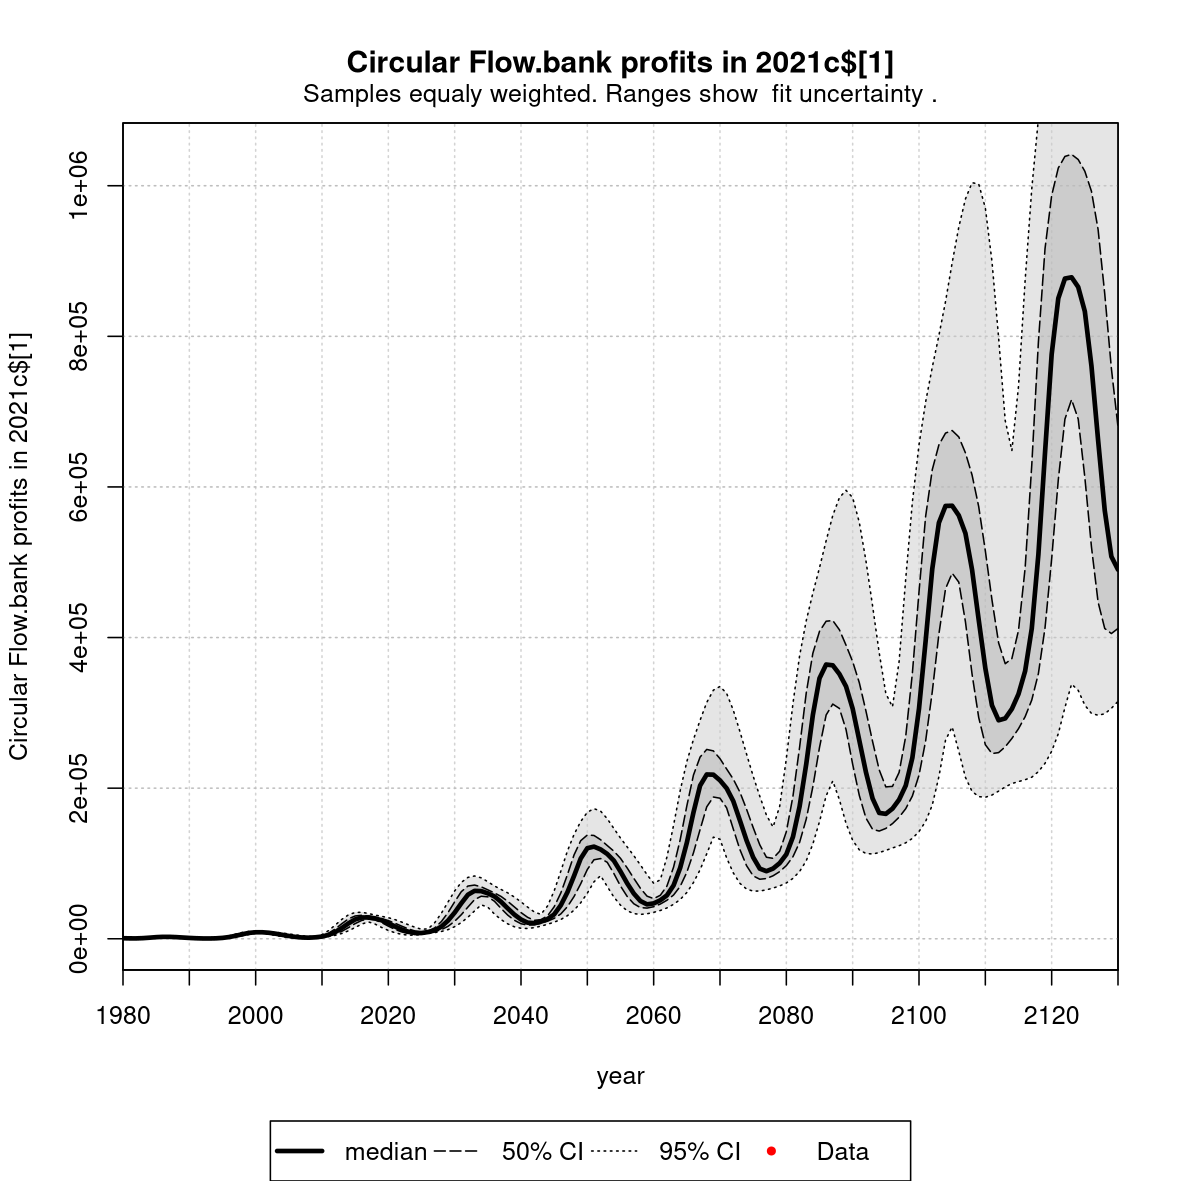 Circular Flow.bank profits in 2021c$[1]
Samples equaly weighted. Ranges show  fit uncertainty .
Circular Flow.bank profits in 2021c$[1]
1e+06
8e+05
6e+05
4e+05
2e+05
0e+00
1980 2000 2020 2040 2060 2080 2100 2120
year
median 50% CI 95% CI Data